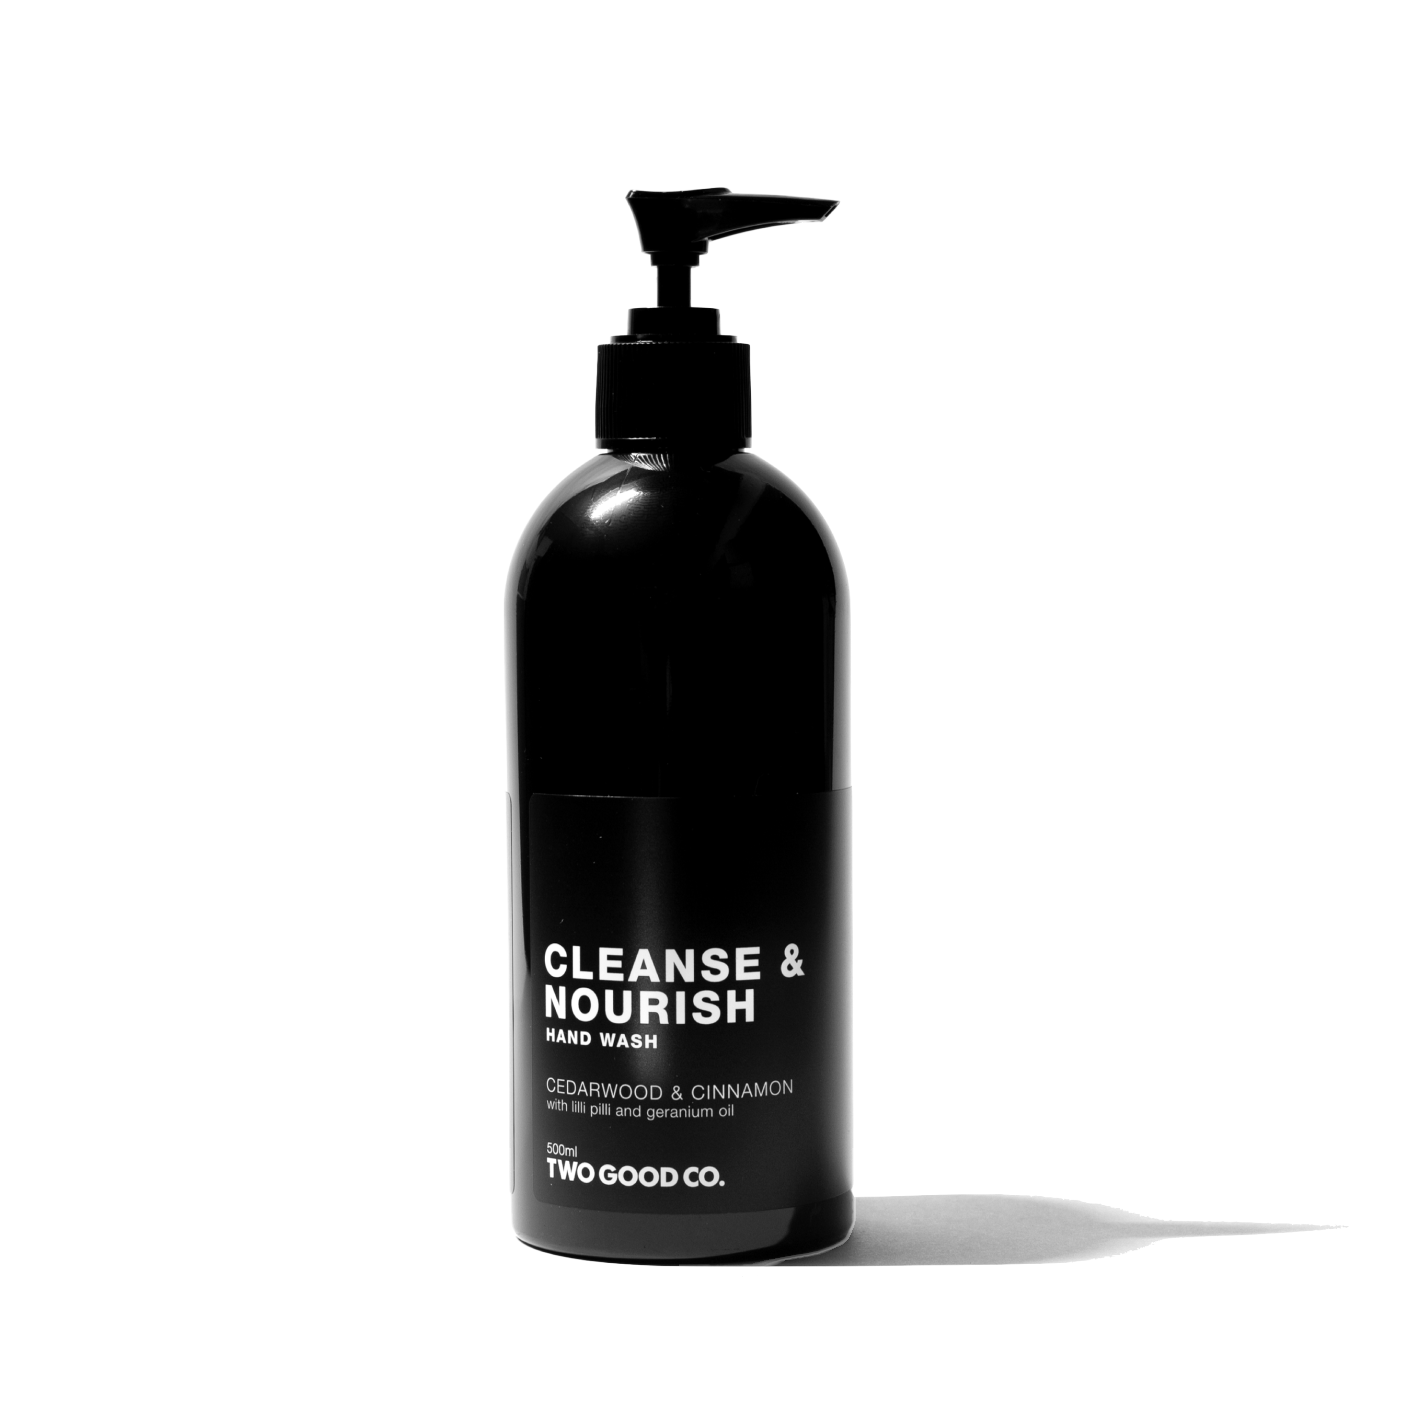 CLEANSE &
NOURISH
HAND WASH
CEDARWOOD & CINNAMON
with lilli pilli and geranium oil
500ml
TWO GOOD CO.